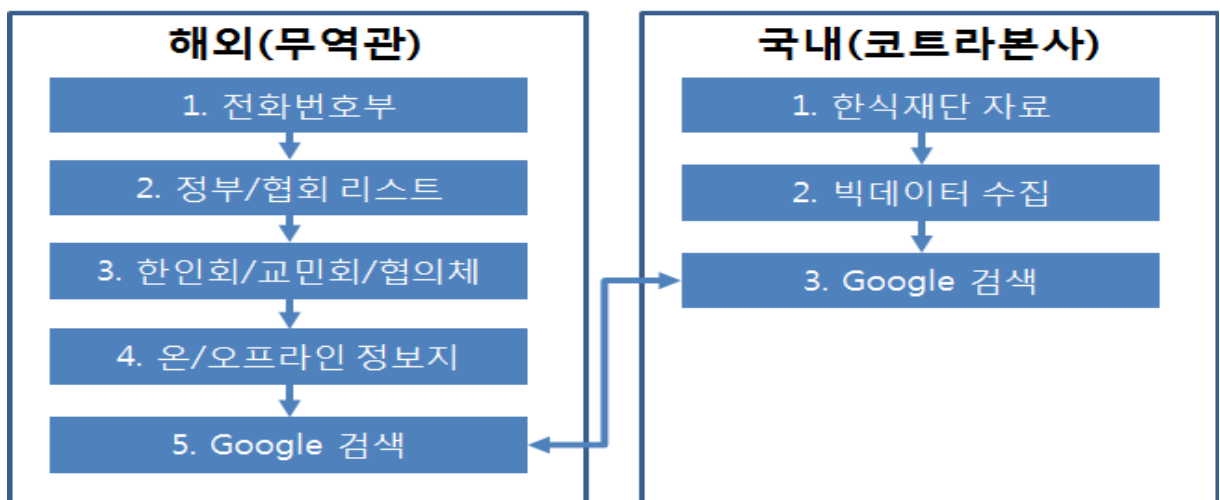 해외(무역관)
1. 전화번호부
2. 정부/협회 리스트
3. 한인회/교민회/협의체
4. 온/오프라인 정보지
5. Google 검색
국내(코트라본사)
1. 한식재단 자료
2. 빅데이터 수집
3. Google 검색